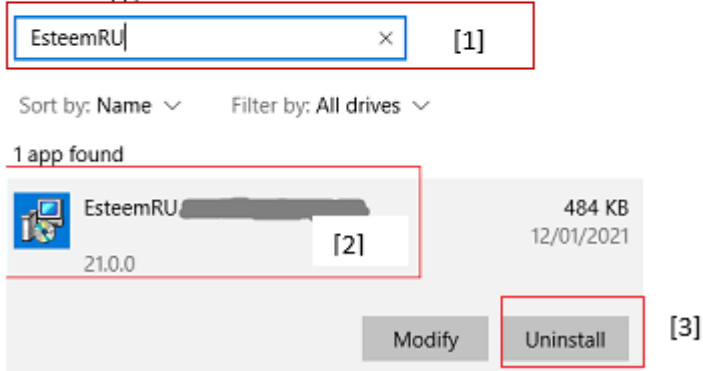 EsteemRU × [1]
Sort by: Name Filter by: All drives
1 app found
EsteemRU 484 KB
[2] 12/01/2021
21.0.0
Modify Uninstall [3]